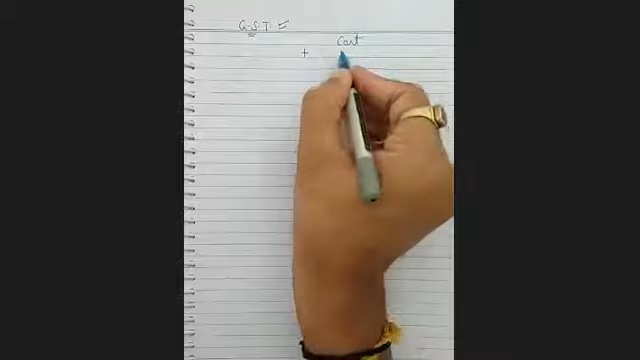 G.S.T. =
Cost
+